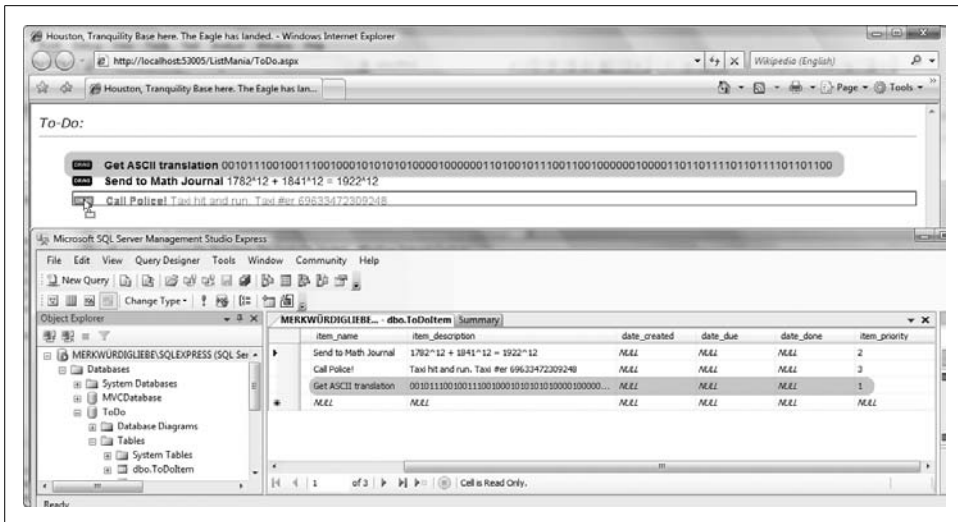 Houston, Tranquility Base here. The Eagle has landed. - Windows Internet Explorer
http://localhost:53005/ListMania/ToDo.aspx
Wikipedia (English)
Houston, Tranquility Base here. The Eagle has lan...
Page
Tools
To-Do:
DRAG Get ASCII translation
DRAG Send to Math Journal 1782^12 + 1841^12 = 1922^12
Call Police! Taxi hit and run. Taxi #er 69633472309248
Microsoft SQL Server Management Studio Express
File Edit View Query Designer Tools Window Community Help
New Query
Change Type
Object Explorer
MERKWÜRDIGLIEBE... - dbo.ToDoItem Summary
item_name item_description date_created date_due date_done item_priority
Send to Math Journal 1782^12 + 1841^12 = 1922^12 NULL NULL NULL 2
Call Police! Taxi hit and run. Taxi #er 69633472309248 NULL NULL NULL 3
Get ASCII translation 0010111001001110010001010101010000100000... NULL NULL NULL 1
NULL NULL NULL NULL NULL NULL
MERKWÜRDIGLIEBE\SQLEXPRESS (SQL Ser
Databases
System Databases
MVCDatabase
ToDo
Database Diagrams
Tables
System Tables
dbo.ToDoItem
1 of 3 Cell is Read Only.
Ready